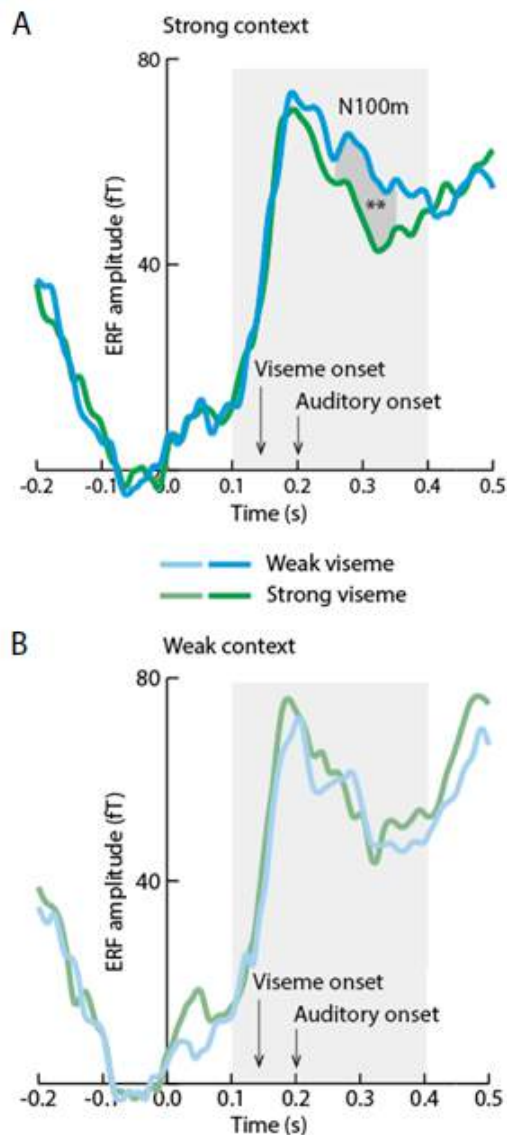 A
Strong context
80
N100m
**
40
ERF amplitude (fT)
Viseme onset
Auditory onset
-0.2 -0.1 0.0 0.1 0.2 0.3 0.4 0.5
Time (s)
Weak viseme
Strong viseme
B
Weak context
80
40
ERF amplitude (fT)
Viseme onset
Auditory onset
-0.2 -0.1 0.0 0.1 0.2 0.3 0.4 0.5
Time (s)